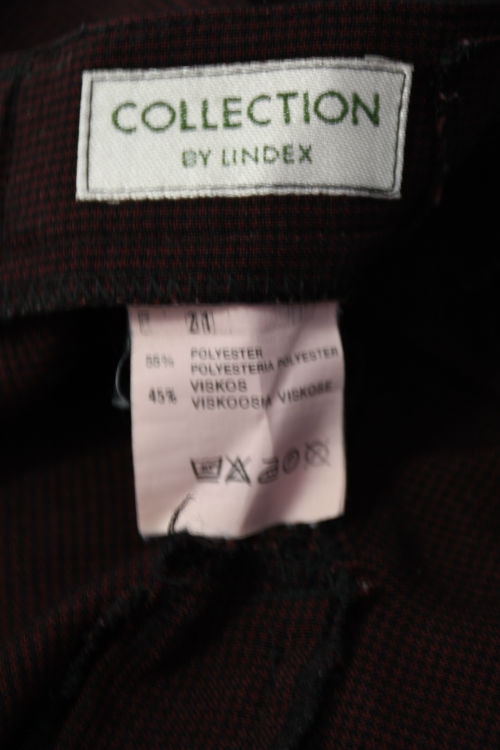 COLLECTION
BY LINDEX
21
55% POLYESTER
POLYESTERIA POLYESTER
45% VISKOS
VISKOOSIA VISKOSE